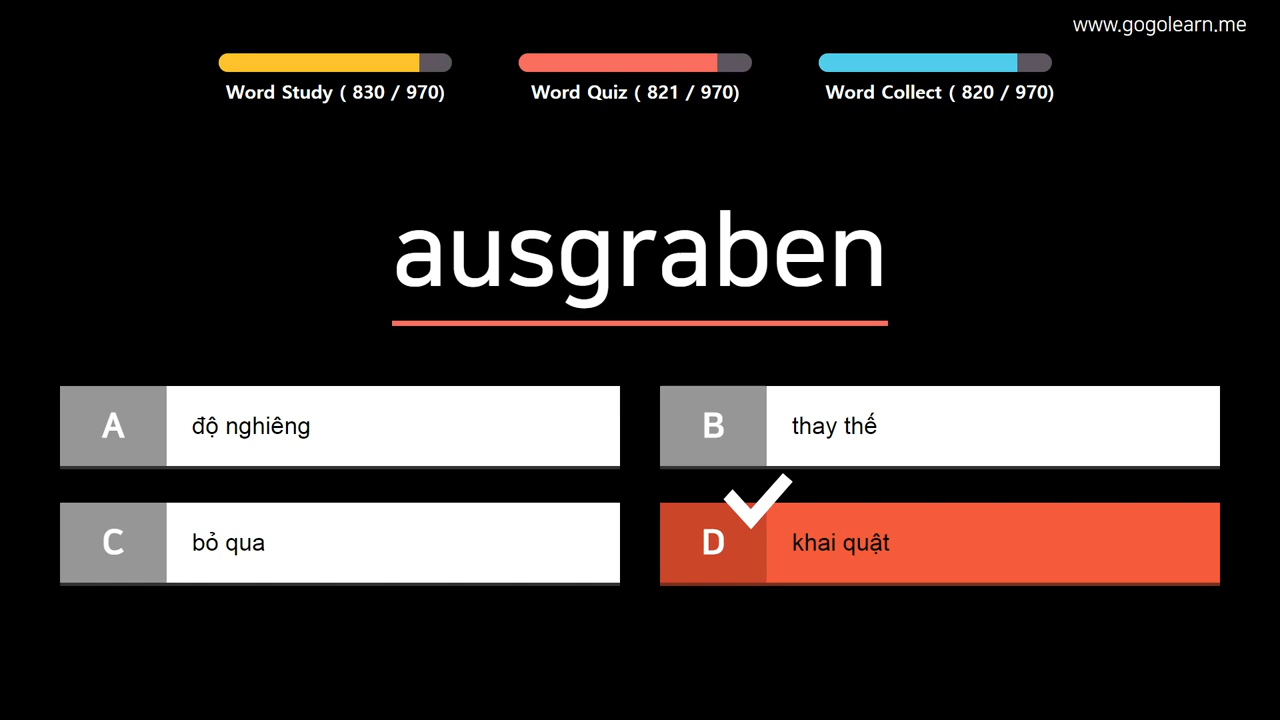 www.gogolearn.me
Word Study ( 830 / 970)
Word Quiz ( 821 / 970)
Word Collect ( 820 / 970)
ausgraben
A
độ nghiêng
B
thay thế
C
bỏ qua
D
khai quật